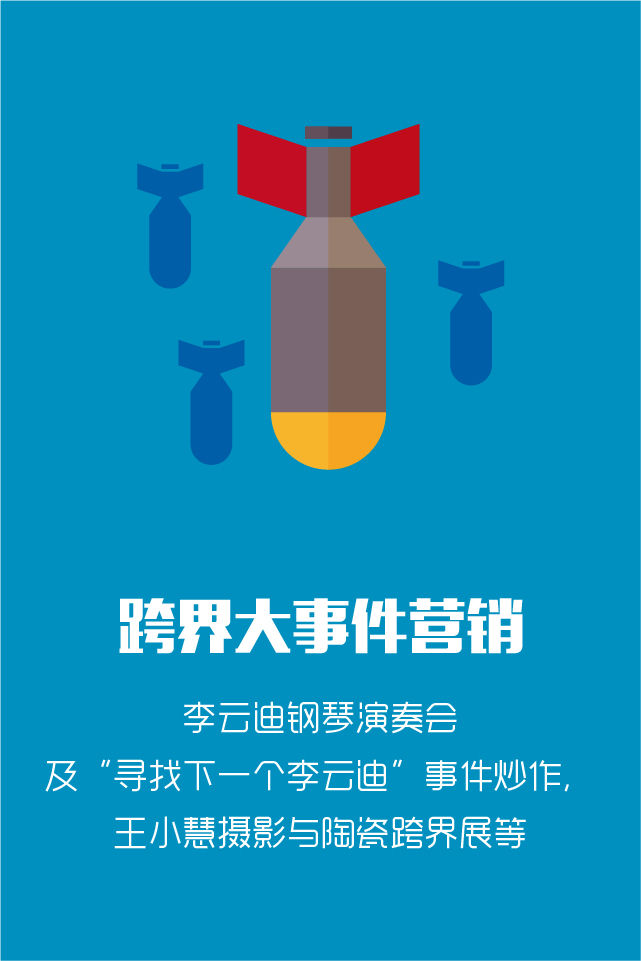 跨界大事件营销
李云迪钢琴演奏会
及“寻找下一个李云迪”事件炒作,
王小慧摄影与陶瓷跨界展等